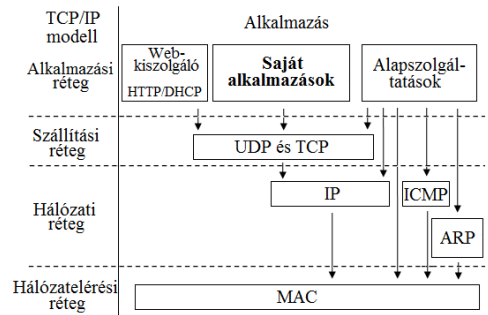 TCP/IP
modell
Alkalmazás
Alkalmazási
réteg
Web-
kiszolgáló
HTTP/DHCP
Saját
alkalmazások
Alapszolgál-
tatások
Szállítási
réteg
UDP és TCP
Hálózati
réteg
IP
ICMP
ARP
Hálózatelérési
réteg
MAC